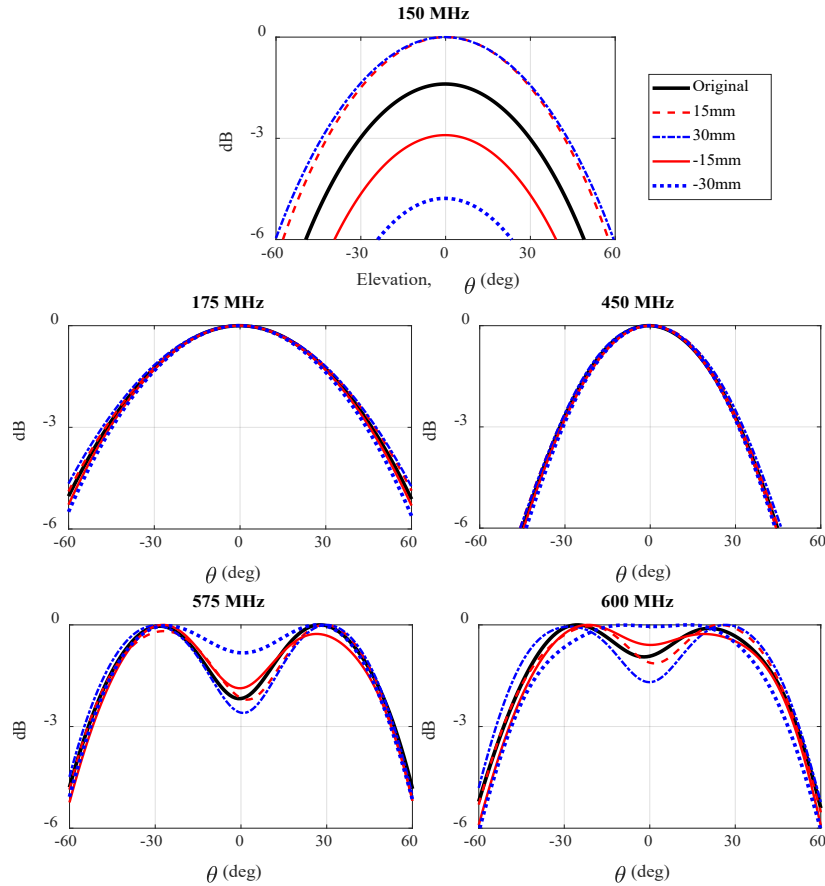 150 MHz
0
-3
-6
dB
-60
-30
0
30
60
Elevation, θ (deg)
Original
15mm
30mm
-15mm
-30mm
175 MHz
0
-3
-6
dB
-60
-30
0
30
60
θ (deg)
450 MHz
0
-3
-6
dB
-60
-30
0
30
60
θ (deg)
575 MHz
0
-3
-6
dB
-60
-30
0
30
60
θ (deg)
600 MHz
0
-3
-6
dB
-60
-30
0
30
60
θ (deg)